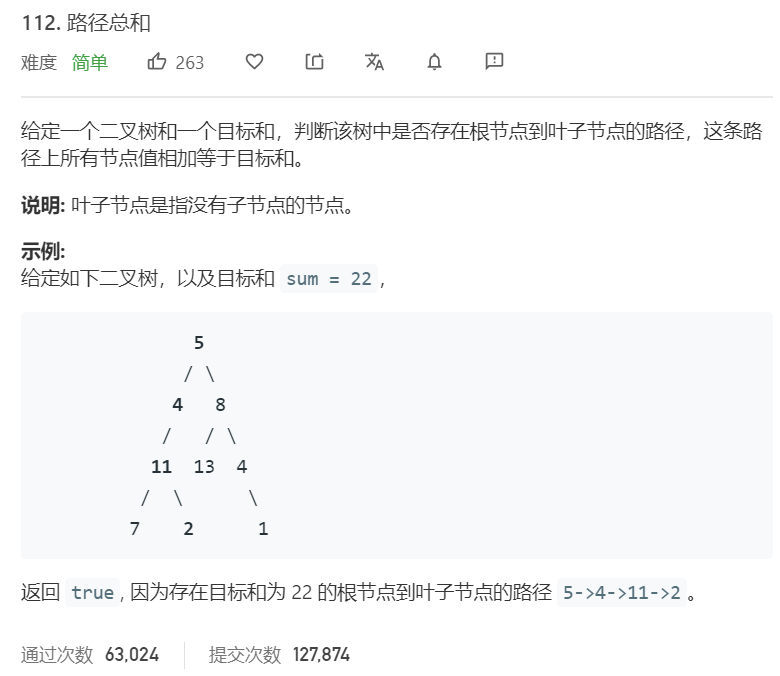 112. 路径总和
难度 简单 263
给定一个二叉树和一个目标和，判断该树中是否存在根节点到叶子节点的路径，这条路
径上所有节点值相加等于目标和。
说明: 叶子节点是指没有子节点的节点。
示例:
给定如下二叉树，以及目标和 sum = 22，
5
/ \
4 8
/ / \
11 13 4
/ \ \
7 2 1
返回 true, 因为存在目标和为 22 的根节点到叶子节点的路径 5->4->11->2。
通过次数 63,024 提交次数 127,874